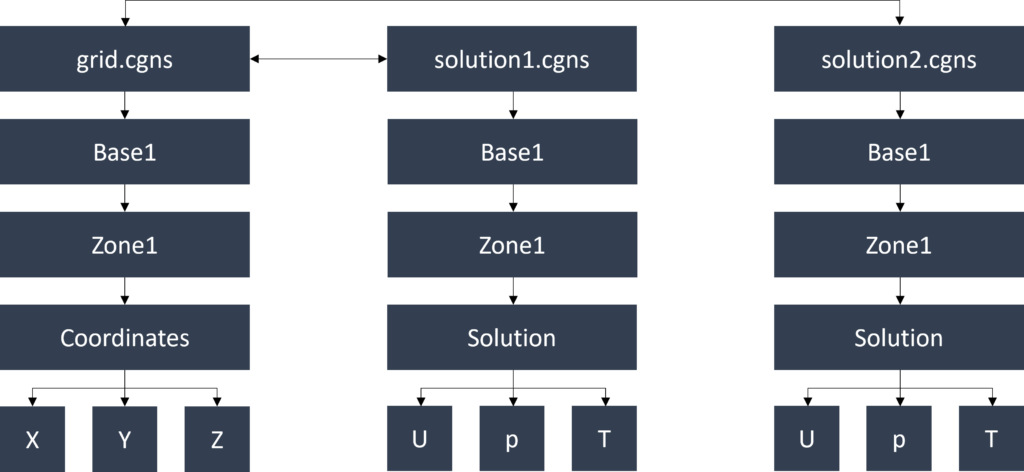 grid.cgns
solution1.cgns
solution2.cgns
Base1
Base1
Base1
Zone1
Zone1
Zone1
Coordinates
Solution
Solution
X
Y
Z
U
p
T
U
p
T